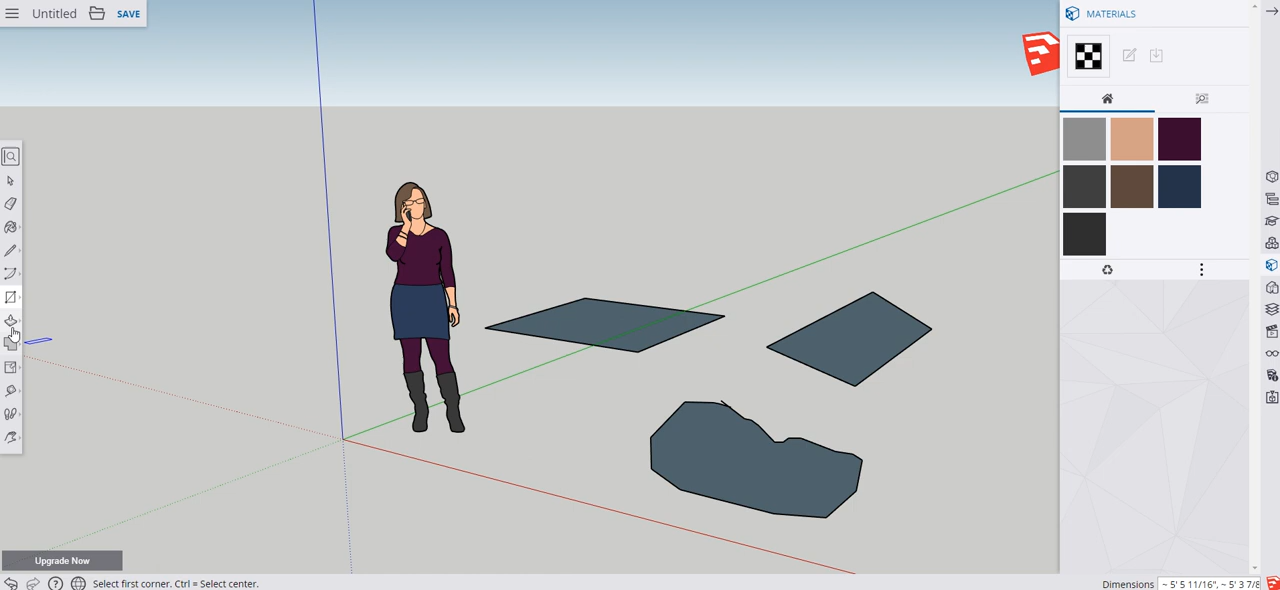 Untitled
SAVE
MATERIALS
Upgrade Now
Select first corner. Ctrl = Select center.
Dimensions
~ 5' 5 11/16", ~ 5' 3 7/8